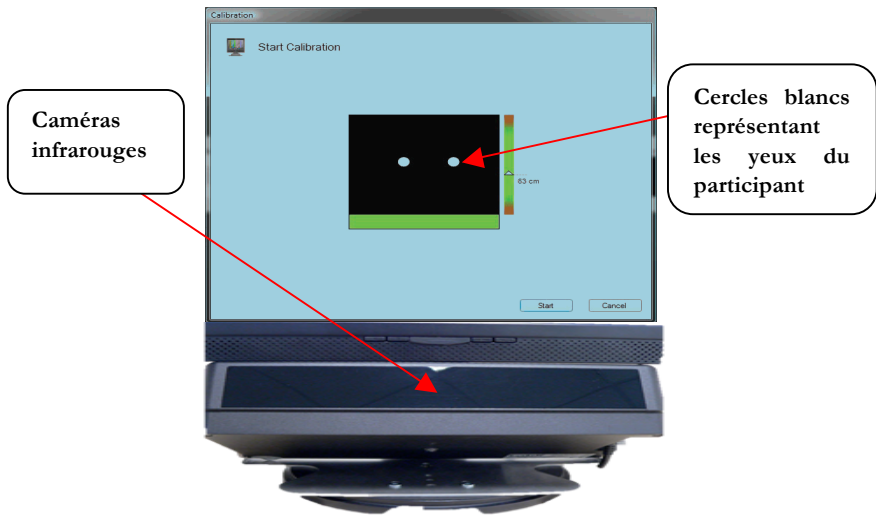 Calibration
Start Calibration
Caméras
infrarouges
Cercles blancs
représentant
les yeux du
participant
63 cm
Start
Cancel